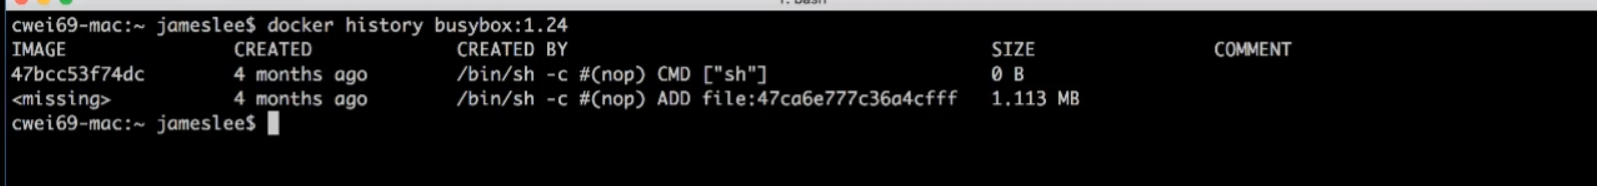 1. bash
cwei69-mac:~ jameslee$ docker history busybox:1.24
IMAGE CREATED CREATED BY SIZE COMMENT
47bcc53f74dc 4 months ago /bin/sh -c #(nop) CMD ["sh"] 0 B
<missing> 4 months ago /bin/sh -c #(nop) ADD file:47ca6e777c36a4cfff 1.113 MB
cwei69-mac:~ jameslee$